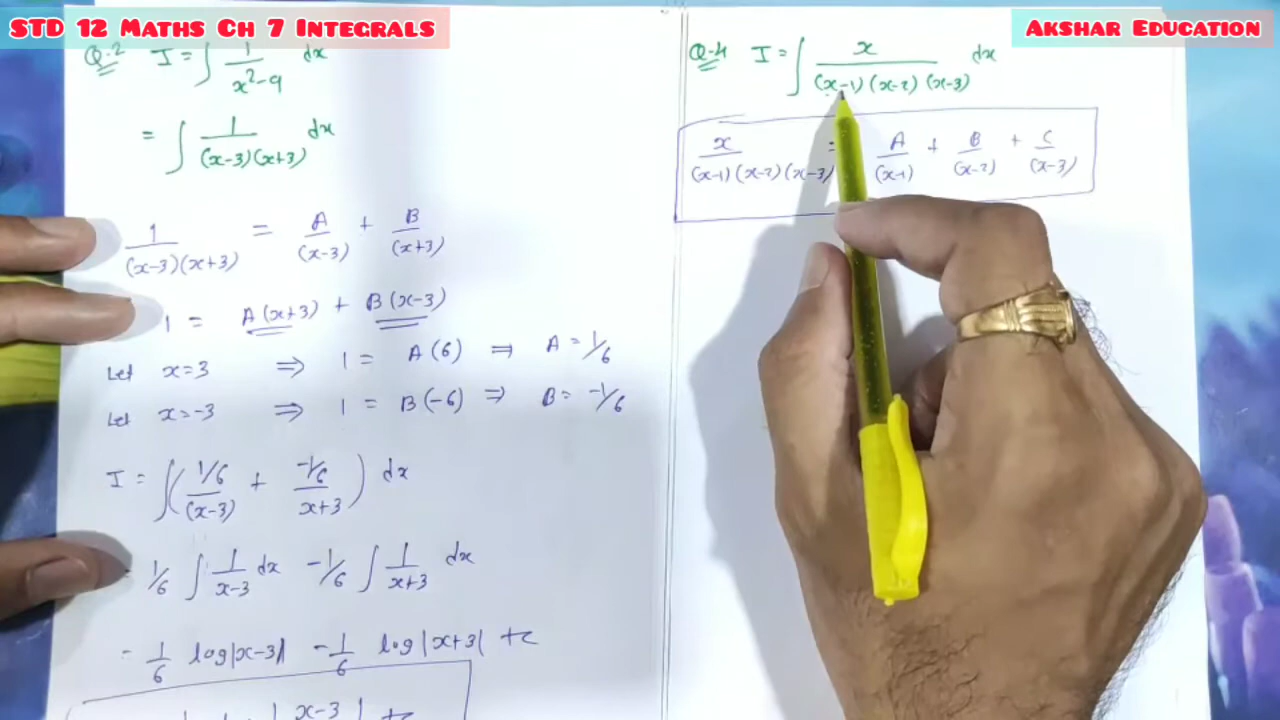 STD 12 Maths Ch 7 Integrals
Akshar Education
Q-2 I = ∫ 1/(x²-9) dx
= ∫ 1/((x-3)(x+3)) dx
1/((x-3)(x+3)) = A/(x-3) + B/(x+3)
1 = A(x+3) + B(x-3)
Let x=3 ⇒ 1 = A(6) ⇒ A = 1/6
Let x=-3 ⇒ 1 = B(-6) ⇒ B = -1/6
I = ∫( (1/6)/(x-3) + (-1/6)/(x+3) ) dx
1/6 ∫ 1/(x-3) dx - 1/6 ∫ 1/(x+3) dx
= 1/6 log|x-3| - 1/6 log|x+3| + c
x-3 | + c
Q-4 I = ∫ x/((x-1)(x-2)(x-3)) dx
x/((x-1)(x-2)(x-3)) = A/(x-1) + B/(x-2) + C/(x-3)